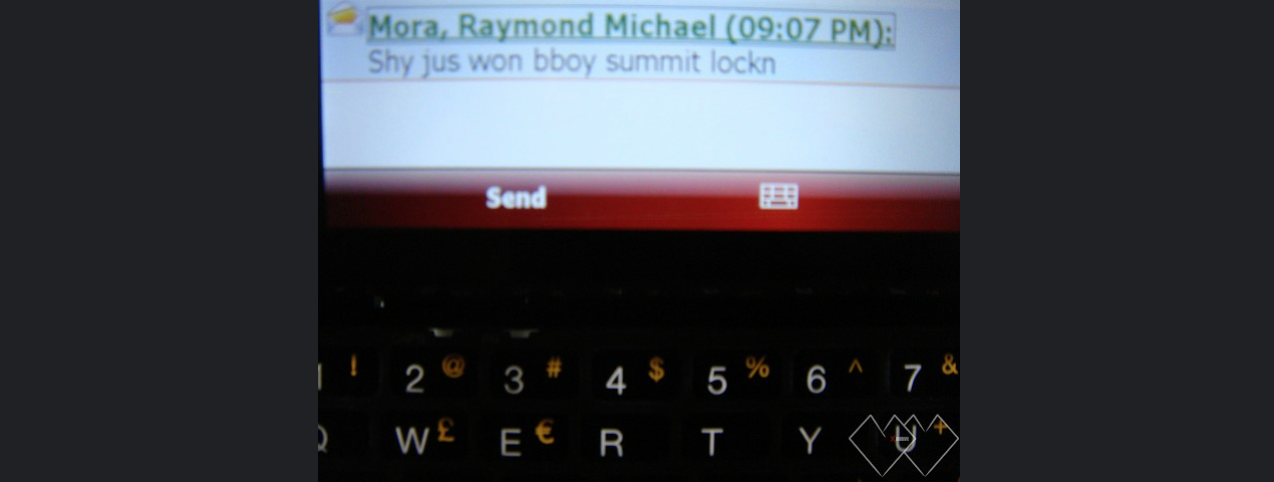 Mora, Raymond Michael (09:07 PM):
Shy jus won bboy summit lockn
Send
! 2 @ 3 # 4 $ 5 % 6 ^ 7 &
W £ E € R T Y U +